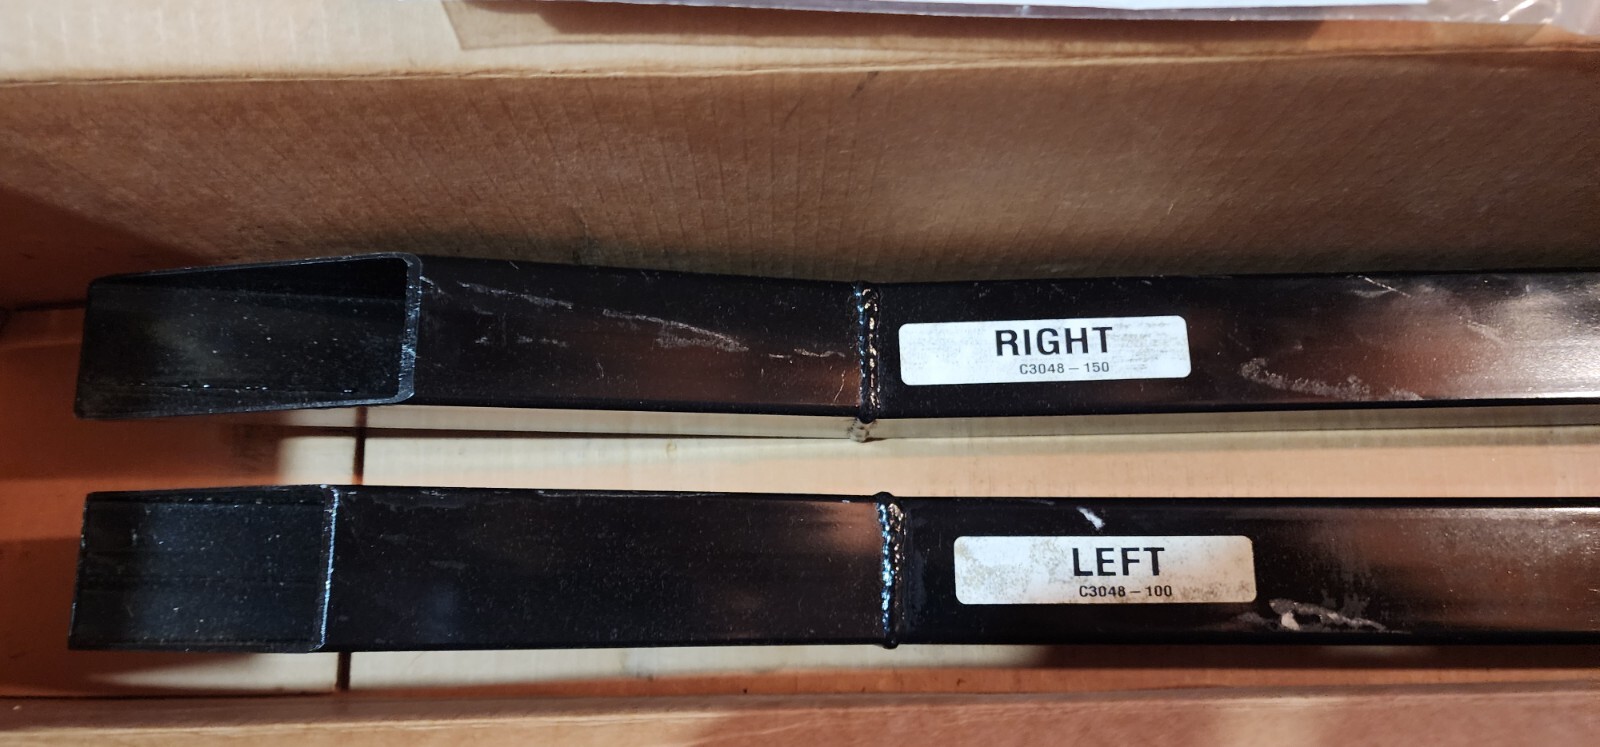 RIGHT
C3048 – 150
LEFT
C3048 – 100